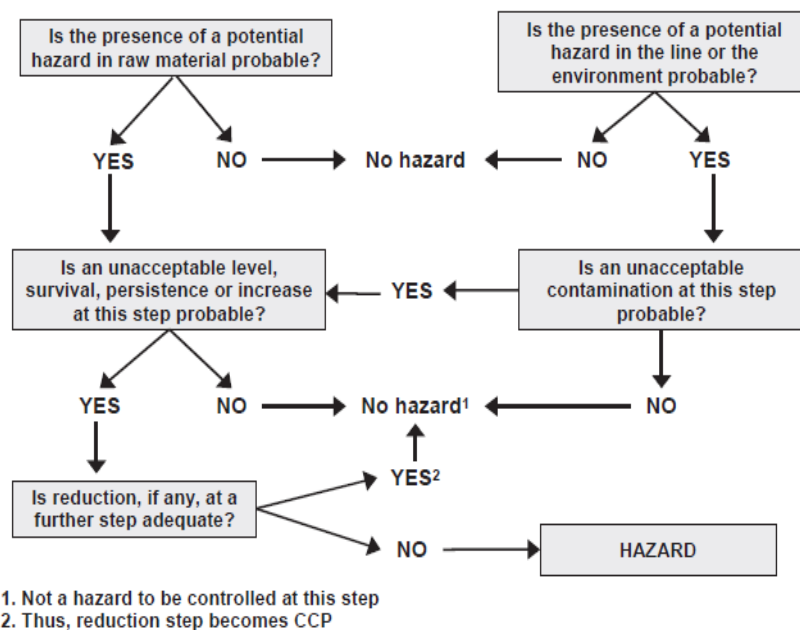 Is the presence of a potential
hazard in raw material probable?
Is the presence of a potential
hazard in the line or the
environment probable?
YES
NO
No hazard
NO
YES
Is an unacceptable level,
survival, persistence or increase
at this step probable?
YES
Is an unacceptable
contamination at this step
probable?
YES
NO
No hazard¹
NO
Is reduction, if any, at a
further step adequate?
YES²
NO
HAZARD
1. Not a hazard to be controlled at this step
2. Thus, reduction step becomes CCP